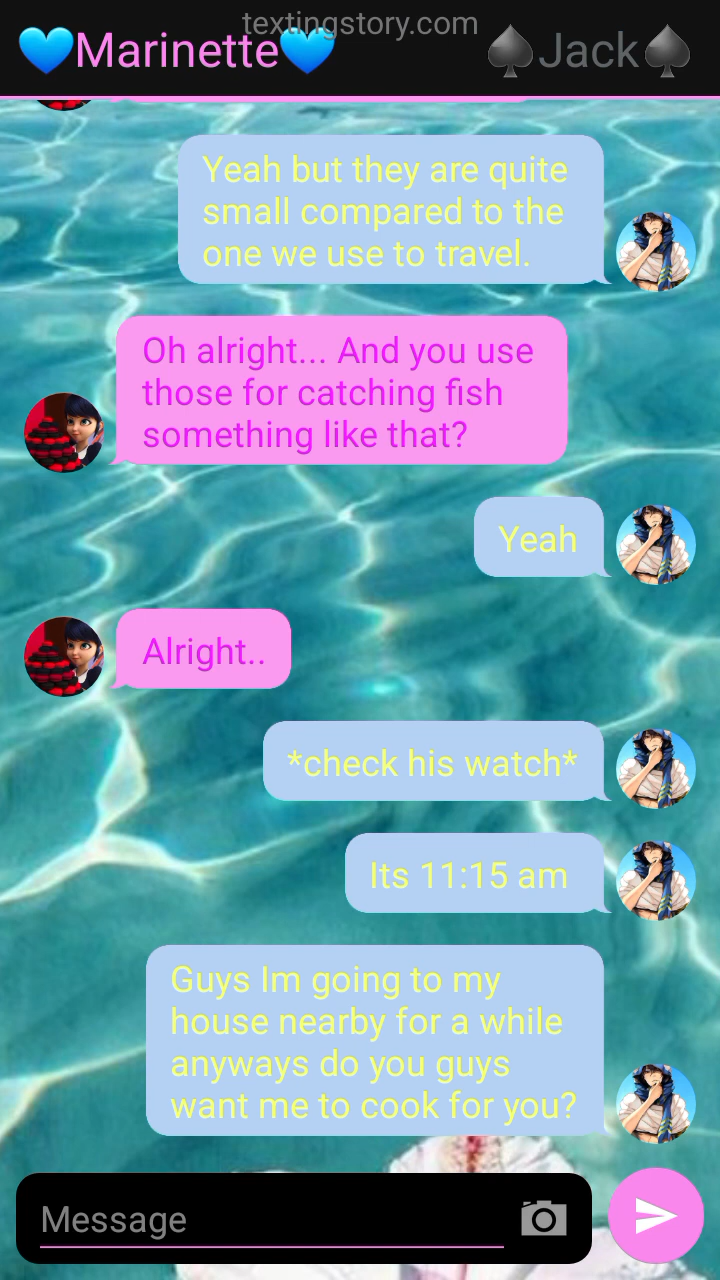 textingstory.com
💙Marinette💙
♠Jack♠
Yeah but they are quite
small compared to the
one we use to travel.
Oh alright... And you use
those for catching fish
something like that?
Yeah
Alright..
*check his watch*
Its 11:15 am
Guys Im going to my
house nearby for a while
anyways do you guys
want me to cook for you?
Message